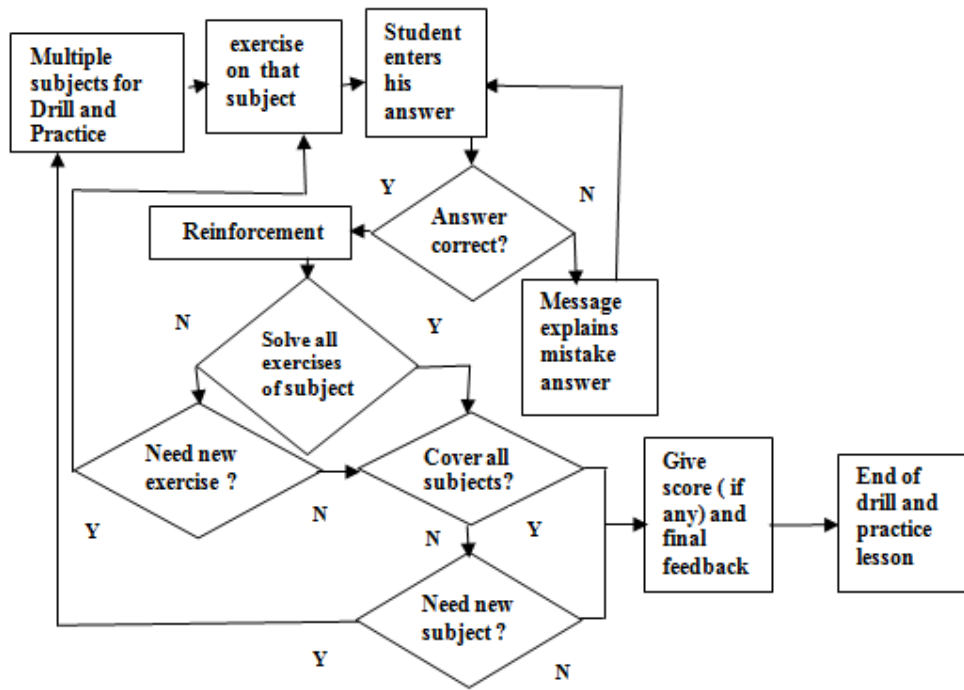 Multiple
subjects for
Drill and
Practice
exercise
on that
subject
Student
enters
his
answer
Y
N
Answer
correct?
Reinforcement
Message
explains
mistake
answer
N
Y
Solve all
exercises
of subject
Need new
exercise ?
Cover all
subjects?
Give
score ( if
any) and
final
feedback
End of
drill and
practice
lesson
Y
N
N
Y
Need new
subject ?
Y
N